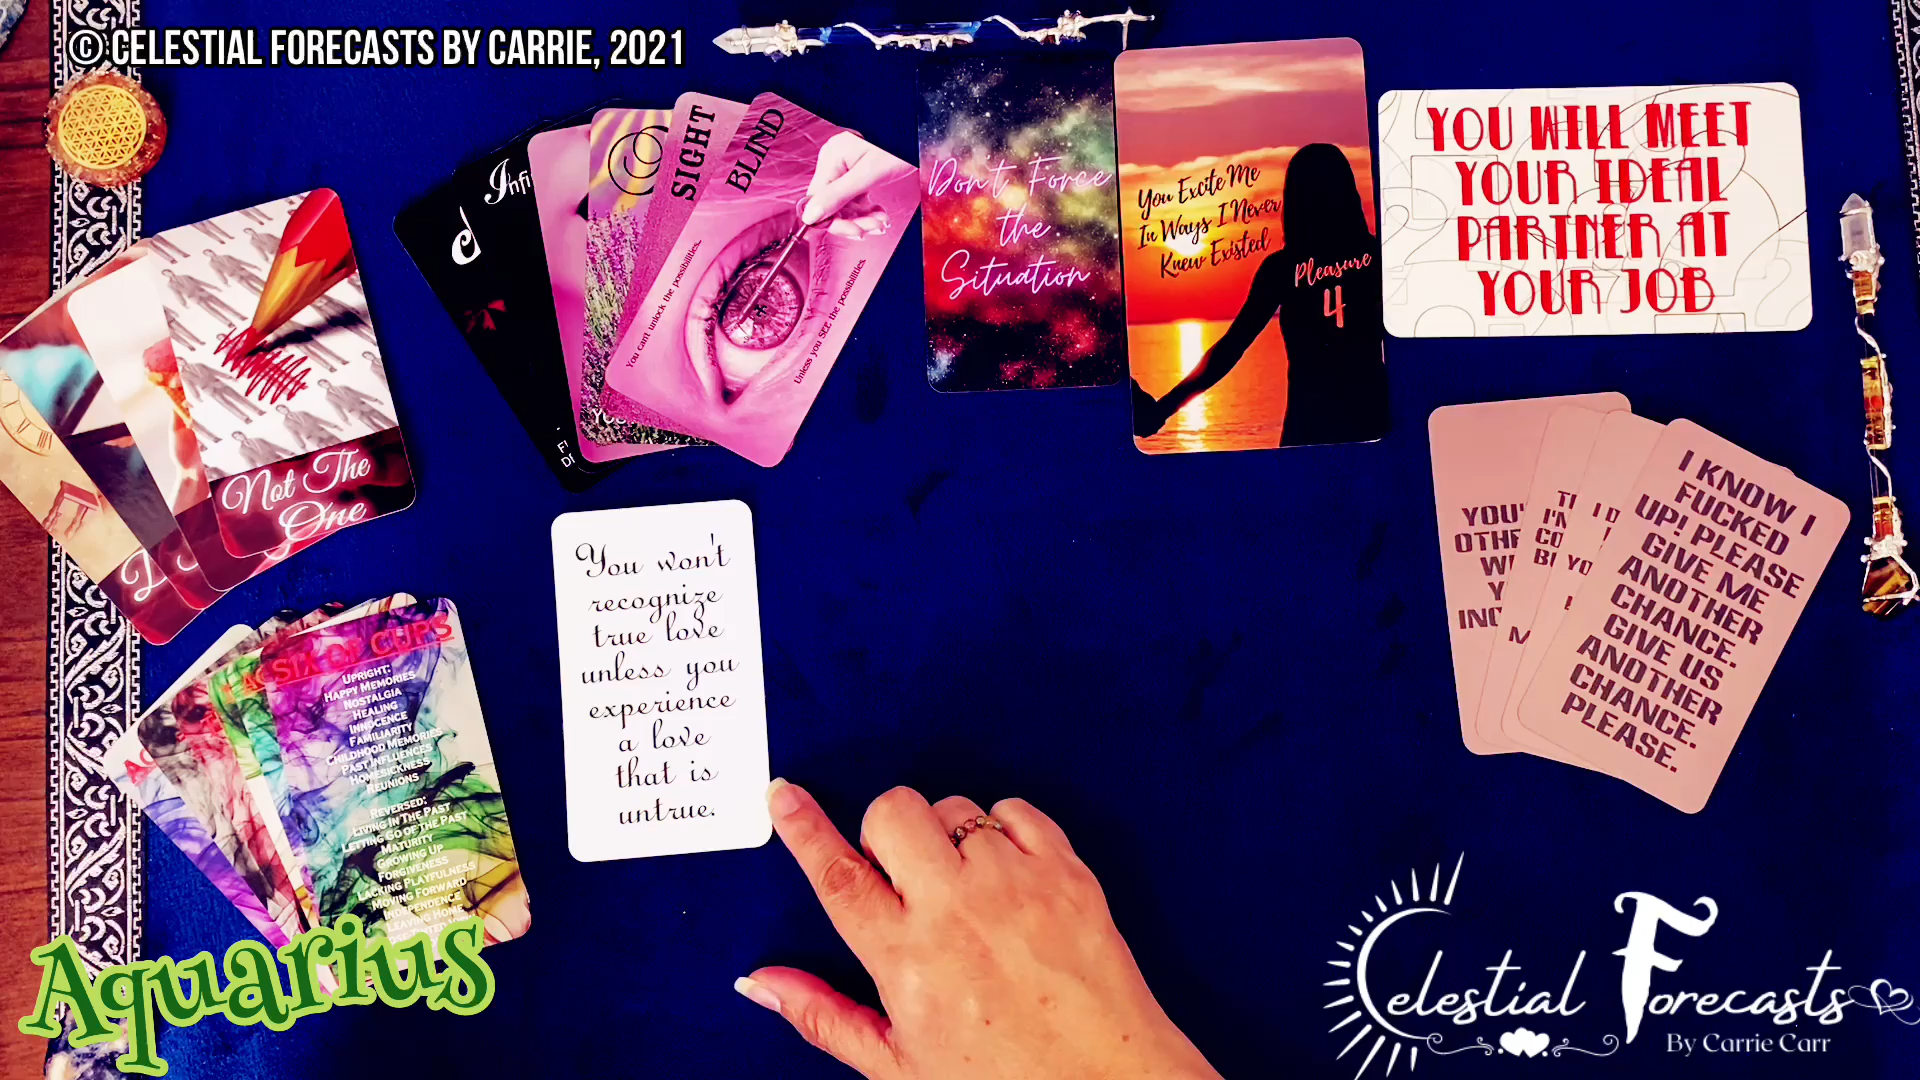 © CELESTIAL FORECASTS BY CARRIE, 2021
Not The
One
Infi
d
SIGHT
BLIND
You cant unlock the possibilities,
Unless you SEE the possibilities
Don't Force
the
Situation
You Excite Me
In Ways I Never
Knew Existed
Pleasure
4
YOU WILL MEET
YOUR IDEAL
PARTNER AT
YOUR JOB
SIX OF CUPS
UPRIGHT:
HAPPY MEMORIES
NOSTALGIA
HEALING
INNOCENCE
FAMILIARITY
CHILDHOOD MEMORIES
PAST INFLUENCES
HOMESICKNESS
REUNIONS
REVERSED:
LIVING IN THE PAST
LETTING GO OF THE PAST
MATURITY
GROWING UP
FORGIVENESS
LACKING PLAYFULNESS
MOVING FORWARD
INDEPENDENCE
LEAVING HOME
You won't
recognize
true love
unless you
experience
a love
that is
untrue.
YOU'
OTHE
I KNOW I
FUCKED
UP! PLEASE
GIVE ME
ANOTHER
CHANCE.
GIVE US
ANOTHER
CHANCE.
PLEASE.
Aquarius
Celestial Forecasts
By Carrie Carr